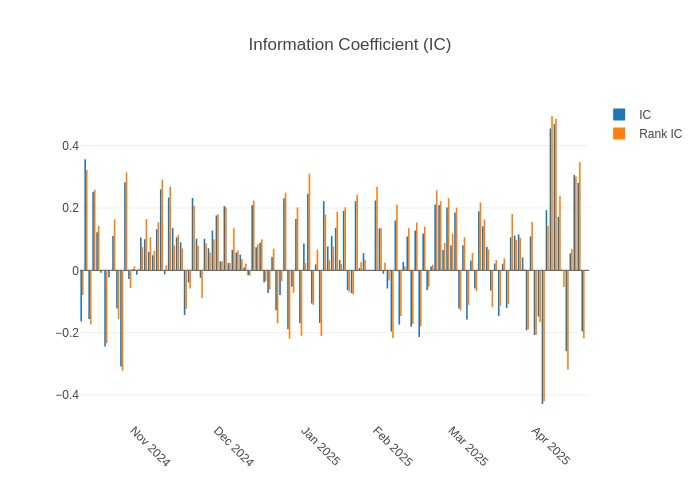 Information Coefficient (IC)
IC
Rank IC
0.4
0.2
0
−0.2
−0.4
Nov 2024
Dec 2024
Jan 2025
Feb 2025
Mar 2025
Apr 2025